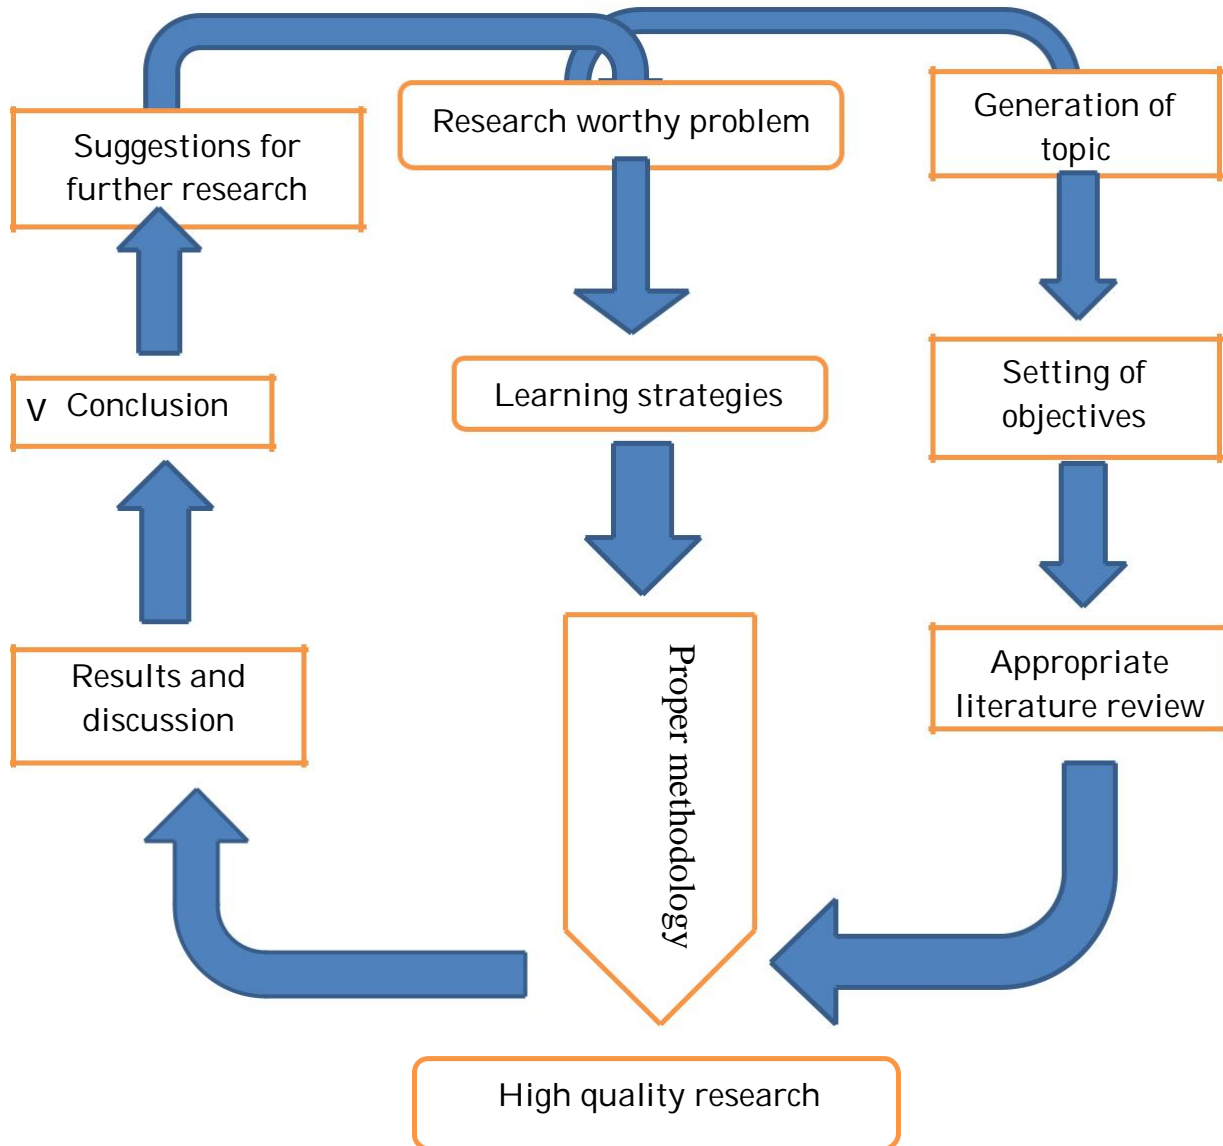 Suggestions for
further research
Research worthy problem
Generation of
topic
V Conclusion
Learning strategies
Setting of
objectives
Results and
discussion
Proper methodology
Appropriate
literature review
High quality research